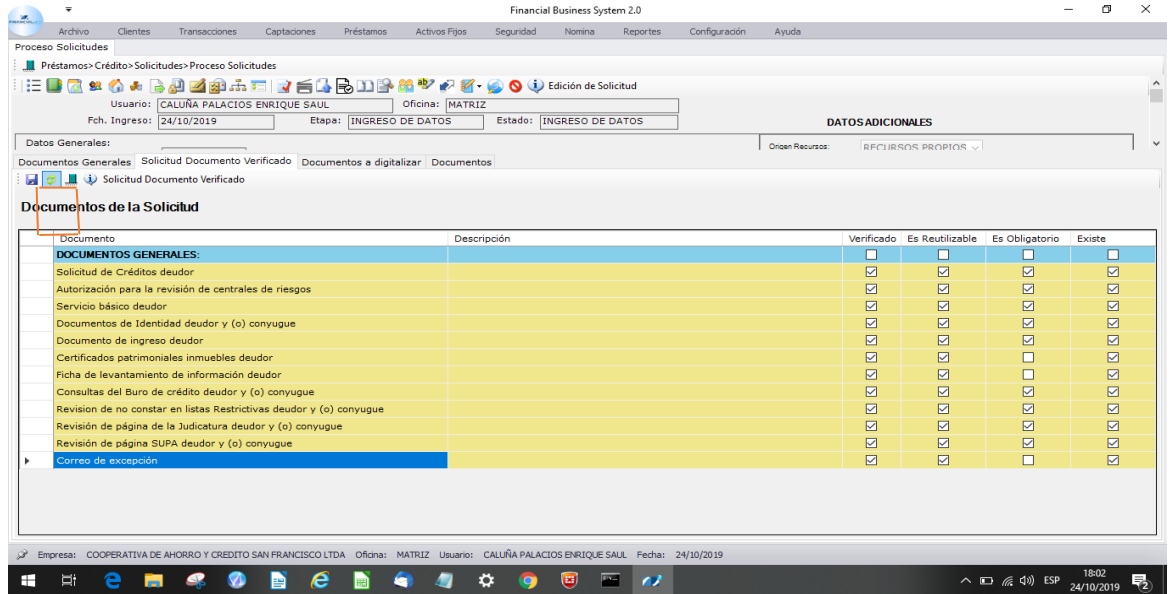 Financial Business System 2.0
FINANCIAL
Archivo Clientes Transacciones Captaciones Préstamos Activos Fijos Seguridad Nomina Reportes Configuración Ayuda
Proceso Solicitudes
Préstamos>Crédito>Solicitudes>Proceso Solicitudes
Edición de Solicitud
Usuario: CALUÑA PALACIOS ENRIQUE SAUL Oficina: MATRIZ
Fch. Ingreso: 24/10/2019 Etapa: INGRESO DE DATOS Estado: INGRESO DE DATOS DATOS ADICIONALES
Datos Generales: Origen Recursos: RECURSOS PROPIOS
Documentos Generales Solicitud Documento Verificado Documentos a digitalizar Documentos
Solicitud Documento Verificado
Documentos de la Solicitud
Documento Descripción Verificado Es Reutilizable Es Obligatorio Existe
DOCUMENTOS GENERALES:
Solicitud de Créditos deudor
Autorización para la revisión de centrales de riesgos
Servicio básico deudor
Documentos de Identidad deudor y (o) conyugue
Documento de ingreso deudor
Certificados patrimoniales inmuebles deudor
Ficha de levantamiento de información deudor
Consultas del Buro de crédito deudor y (o) conyugue
Revision de no constar en listas Restrictivas deudor y (o) conyugue
Revisión de página de la Judicatura deudor y (o) conyugue
Revisión de página SUPA deudor y (o) conyugue
Correo de excepción
Empresa: COOPERATIVA DE AHORRO Y CREDITO SAN FRANCISCO LTDA Oficina: MATRIZ Usuario: CALUÑA PALACIOS ENRIQUE SAUL Fecha: 24/10/2019
ESP
18:02
24/10/2019
2